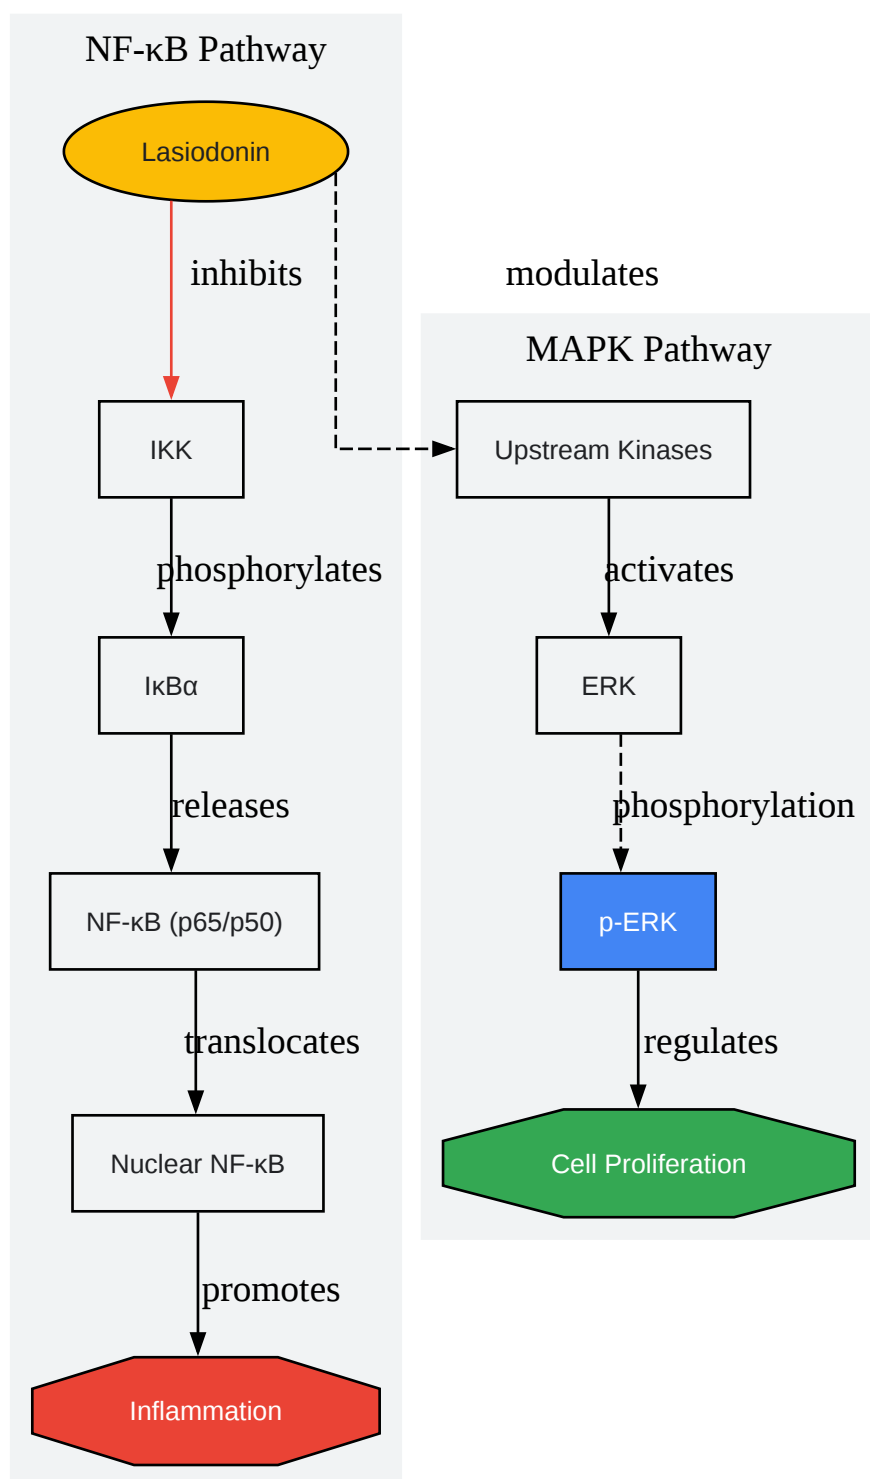 NF-κB Pathway
Lasiodonin
inhibits
modulates
MAPK Pathway
IKK
Upstream Kinases
phosphorylates
activates
IκBα
ERK
releases
phosphorylation
NF-κB (p65/p50)
p-ERK
translocates
regulates
Nuclear NF-κB
Cell Proliferation
promotes
Inflammation